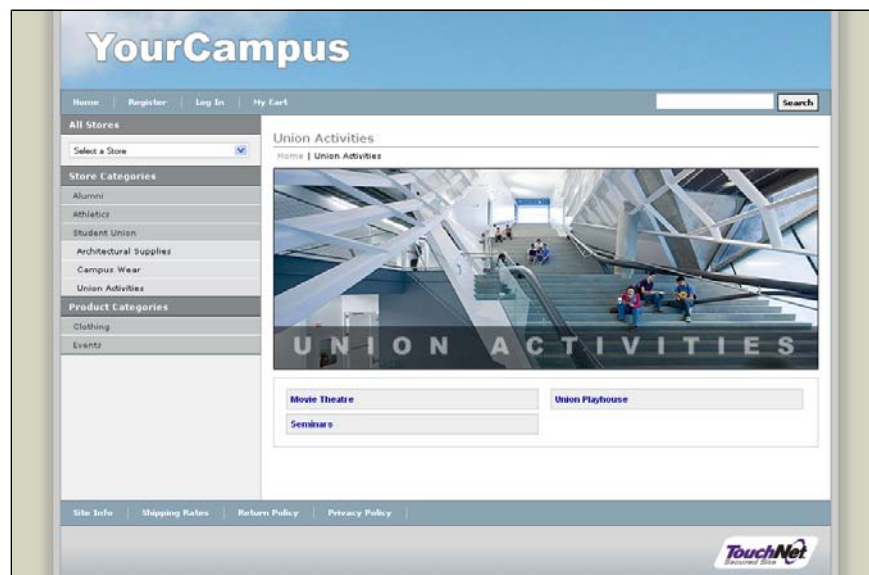 YourCampus
Home | Register | Log In | My Cart
Search
All Stores
Select a Store
Store Categories
Alumni
Athletics
Student Union
Architectural Supplies
Campus Wear
Union Activities
Product Categories
Clothing
Events
Union Activities
Home | Union Activities
UNION ACTIVITIES
Movie Theatre
Union Playhouse
Seminars
Site Info | Shipping Rates | Return Policy | Privacy Policy |
TouchNet
Secured Site